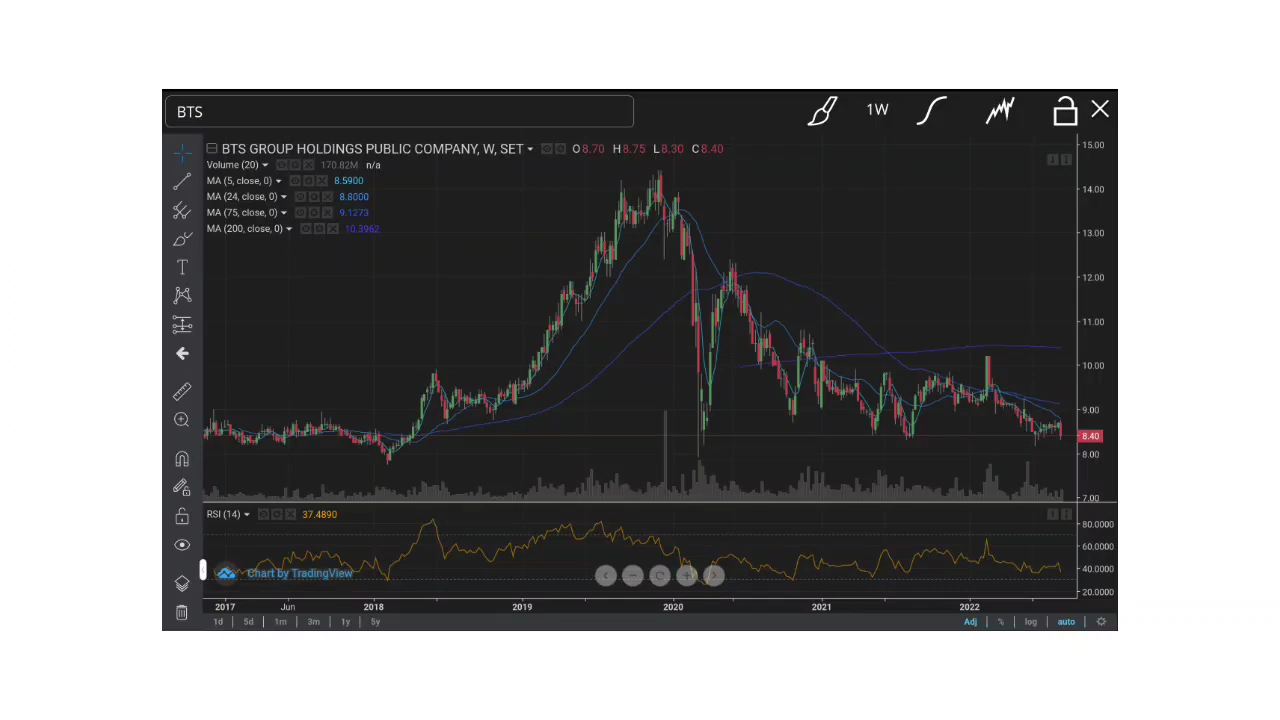 BTS
1W
BTS GROUP HOLDINGS PUBLIC COMPANY, W, SET O8.70 H8.75 L8.30 C8.40
Volume (20) 170.82M n/a
MA (5, close, 0) 8.5900
MA (24, close, 0) 8.8000
MA (75, close, 0) 9.1273
MA (200, close, 0) 10.3962
15.00
14.00
13.00
12.00
11.00
10.00
9.00
8.40
8.00
7.00
RSI (14) 37.4890
80.0000
60.0000
40.0000
20.0000
Chart by TradingView
2017 Jun 2018 2019 2020 2021 2022
1d 5d 1m 3m 1y 5y Adj % log auto